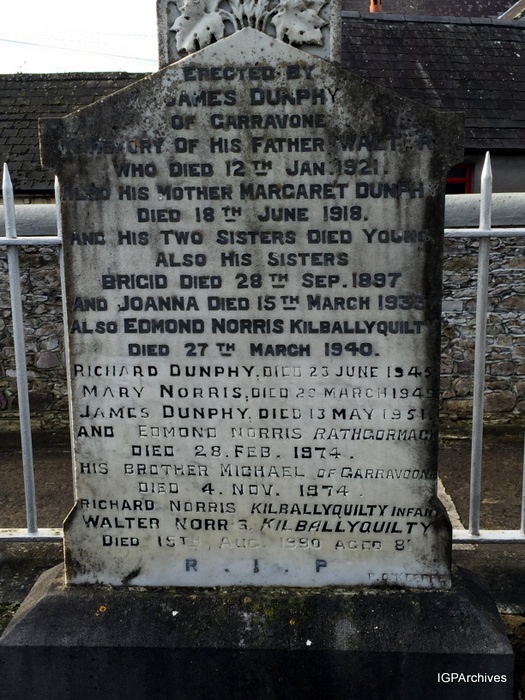 ERECTED BY
JAMES DUNPHY
OF GARRAVONE
MEMORY OF HIS FATHER WALTER
WHO DIED 12TH JAN. 1921.
ALSO HIS MOTHER MARGARET DUNPH
DIED 18TH JUNE 1918.
AND HIS TWO SISTERS DIED YOUNG
ALSO HIS SISTERS
BRIGID DIED 28TH SEP. 1897
AND JOANNA DIED 15TH MARCH
ALSO EDMOND NORRIS KILBALLYQUILTY
DIED 27TH MARCH 1940.
RICHARD DUNPHY, DIED 23 JUNE 1945
MARY NORRIS, DIED MARCH 1949
JAMES DUNPHY, DIED 13 MAY 1951
AND EDMOND NORRIS RATHGORMACK
DIED 28. FEB. 1974.
HIS BROTHER MICHAEL OF GARRAVOONE
DIED 4. NOV. 1974.
RICHARD NORRIS KILBALLYQUILTY INFANT
WALTER NORRIS, KILBALLYQUILTY
DIED 15TH AUG. 1990 AGED
R. I. P
IGPArchives